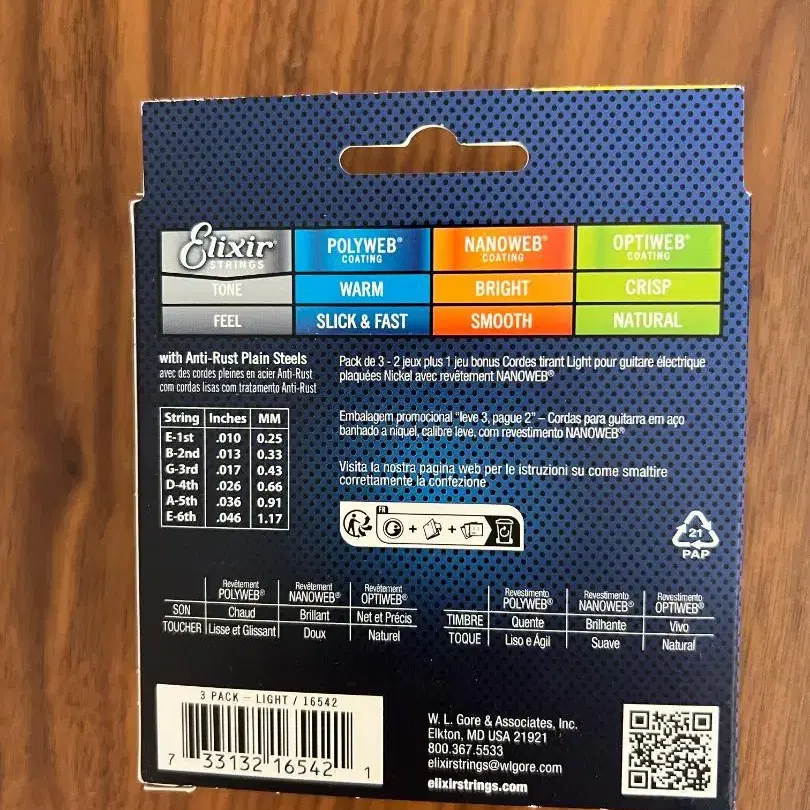 Elixir®
STRINGS
POLYWEB®
COATING
NANOWEB®
COATING
OPTIWEB®
COATING
TONE WARM BRIGHT CRISP
FEEL SLICK & FAST SMOOTH NATURAL
with Anti-Rust Plain Steels
avec des cordes pleines en acier Anti-Rust
com cordas lisas com tratamento Anti-Rust
String Inches MM
E-1st .010 0.25
B-2nd .013 0.33
G-3rd .017 0.43
D-4th .026 0.66
A-5th .036 0.91
E-6th .046 1.17
Pack de 3 - 2 jeux plus 1 jeu bonus Cordes tirant Light pour guitare électrique
plaquées Nickel avec revêtement NANOWEB®
Embalagem promocional "leve 3, pague 2" – Cordas para guitarra em aço
banhado a níquel, calibre leve, com revestimento NANOWEB®
Visita la nostra pagina web per le istruzioni su come smaltire
correttamente la confezione
FR
+ +
21
PAP
Revêtement
POLYWEB®
Revêtement
NANOWEB®
Revêtement
OPTIWEB®
SON Chaud Brillant Net et Précis
TOUCHER Lisse et Glissant Doux Naturel
Revestimento
POLYWEB®
Revestimento
NANOWEB®
Revestimento
OPTIWEB®
TIMBRE Quente Brilhante Vivo
TOQUE Liso e Ágil Suave Natural
3 PACK – LIGHT / 16542
7 33132 16542 1
W. L. Gore & Associates, Inc.
Elkton, MD USA 21921
800.367.5533
elixirstrings@wlgore.com
elixirstrings.com